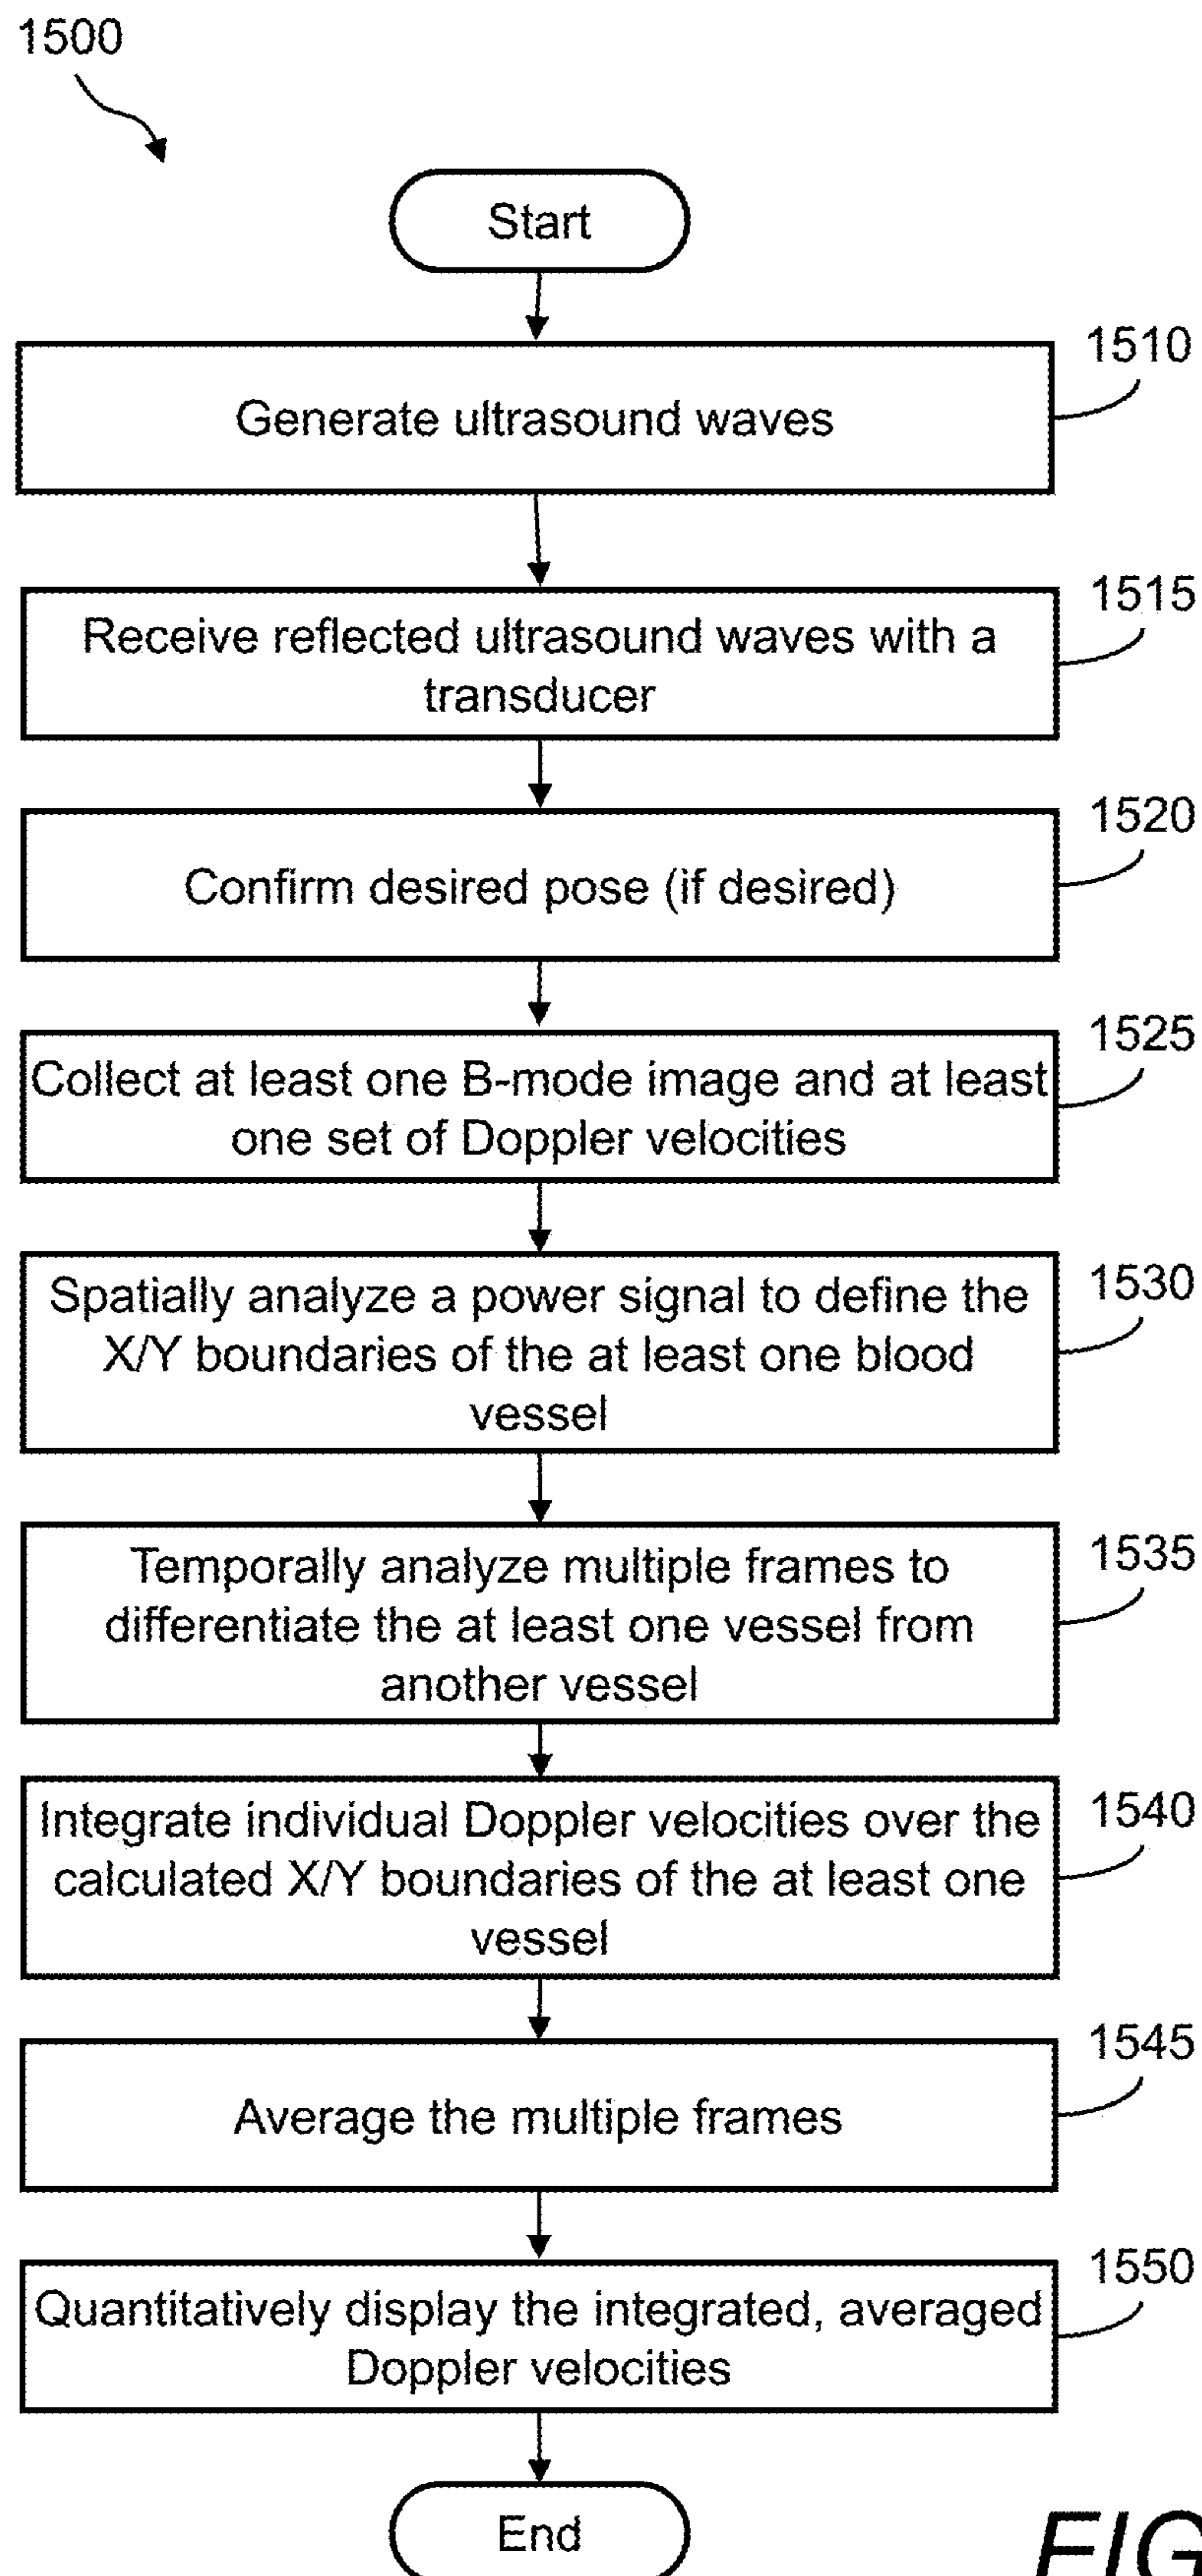 1500
Start
1510
Generate ultrasound waves
1515
Receive reflected ultrasound waves with a
transducer
1520
Confirm desired pose (if desired)
1525
Collect at least one B-mode image and at least
one set of Doppler velocities
1530
Spatially analyze a power signal to define the
X/Y boundaries of the at least one blood
vessel
1535
Temporally analyze multiple frames to
differentiate the at least one vessel from
another vessel
1540
Integrate individual Doppler velocities over the
calculated X/Y boundaries of the at least one
vessel
1545
Average the multiple frames
1550
Quantitatively display the integrated, averaged
Doppler velocities
End
FIG